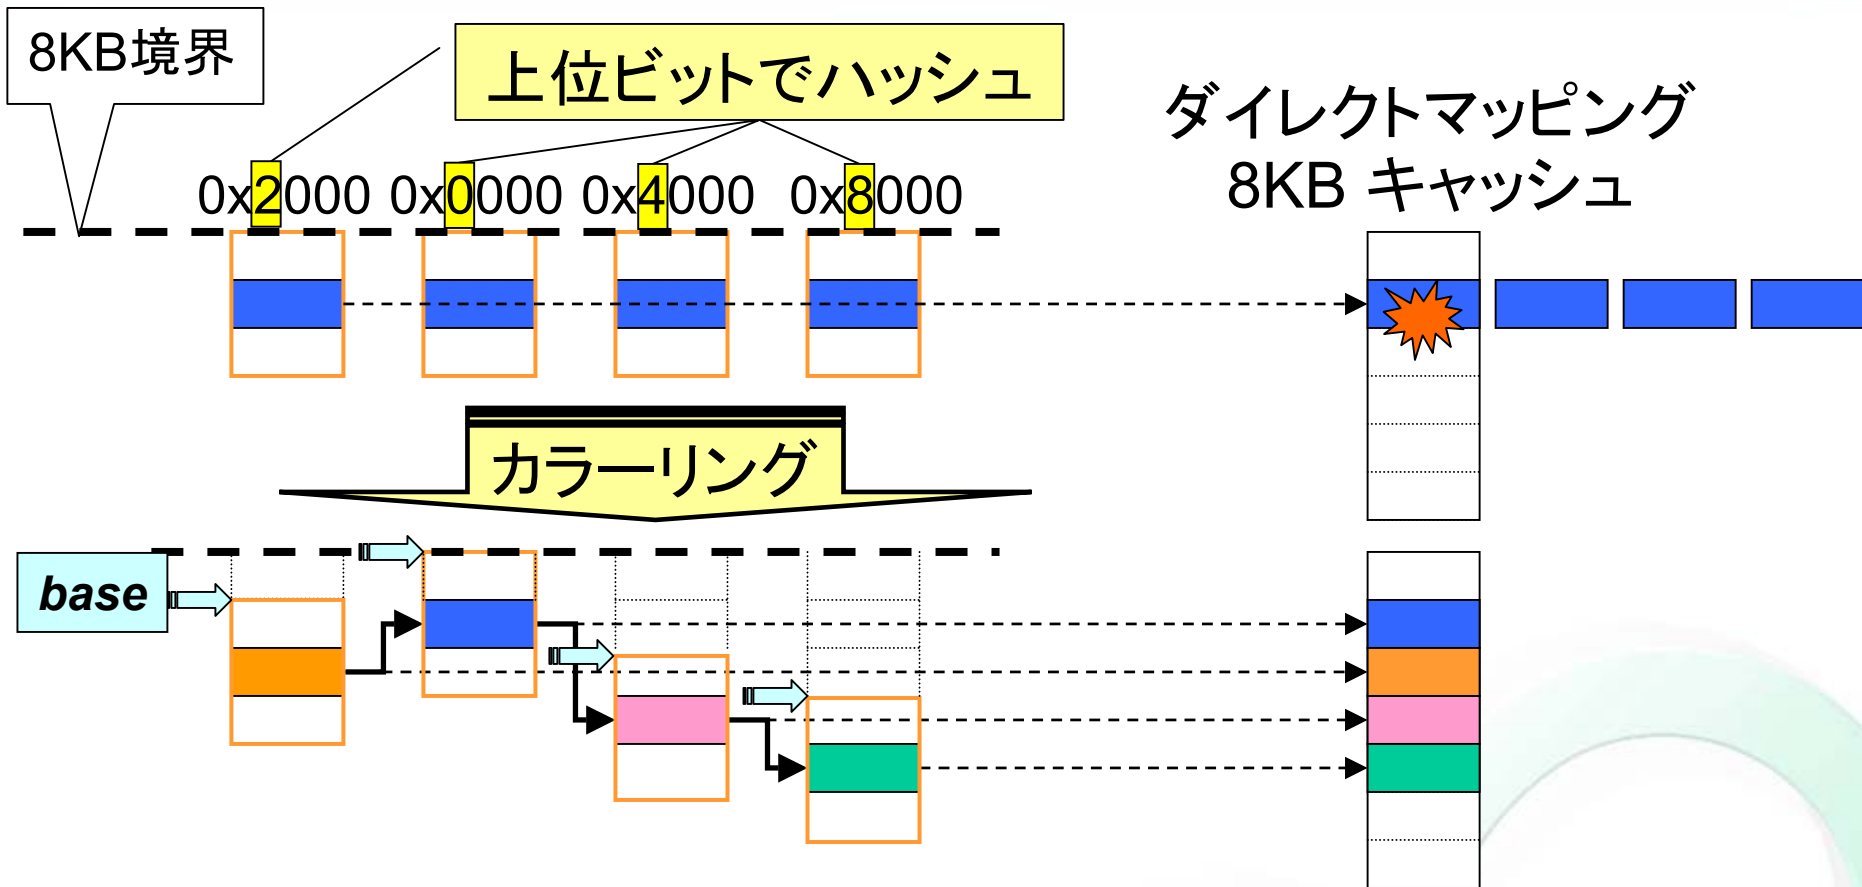 8KB境界
上位ビットでハッシュ
ダイレクトマッピング
8KB キャッシュ
0x2000 0x0000 0x4000 0x8000
カラーリング
base